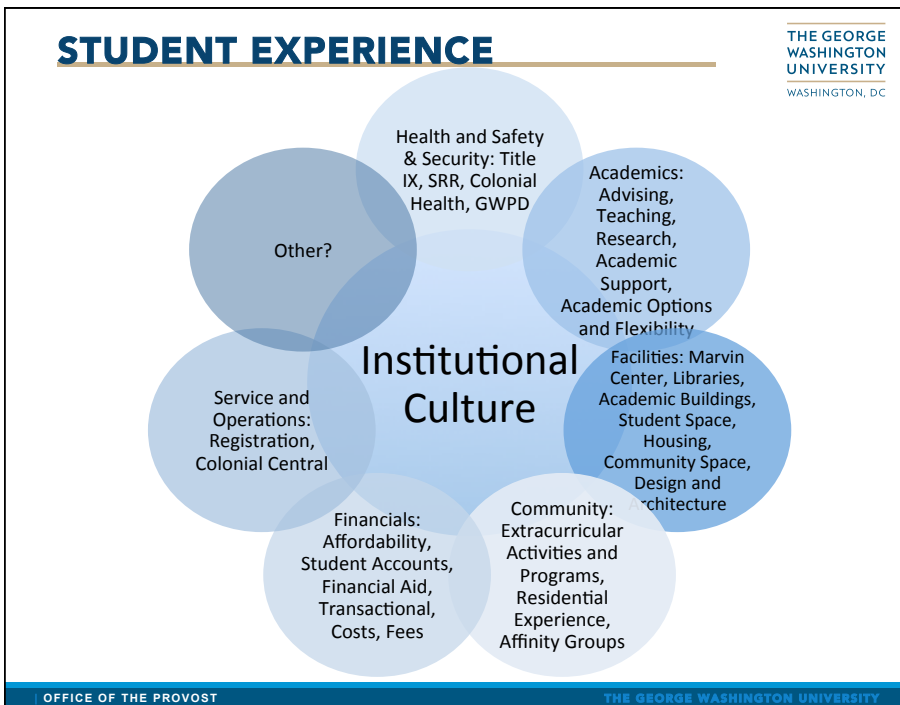 STUDENT EXPERIENCE
THE GEORGE
WASHINGTON
UNIVERSITY
WASHINGTON, DC
Health and Safety
& Security: Title
IX, SRR, Colonial
Health, GWPD
Academics:
Advising,
Teaching,
Research,
Academic
Support,
Academic Options
and Flexibility
Facilities: Marvin
Center, Libraries,
Academic Buildings,
Student Space,
Housing,
Community Space,
Design and
Architecture
Community:
Extracurricular
Activities and
Programs,
Residential
Experience,
Affinity Groups
Financials:
Affordability,
Student Accounts,
Financial Aid,
Transactional,
Costs, Fees
Service and
Operations:
Registration,
Colonial Central
Other?
Institutional
Culture
| OFFICE OF THE PROVOST
THE GEORGE WASHINGTON UNIVERSITY